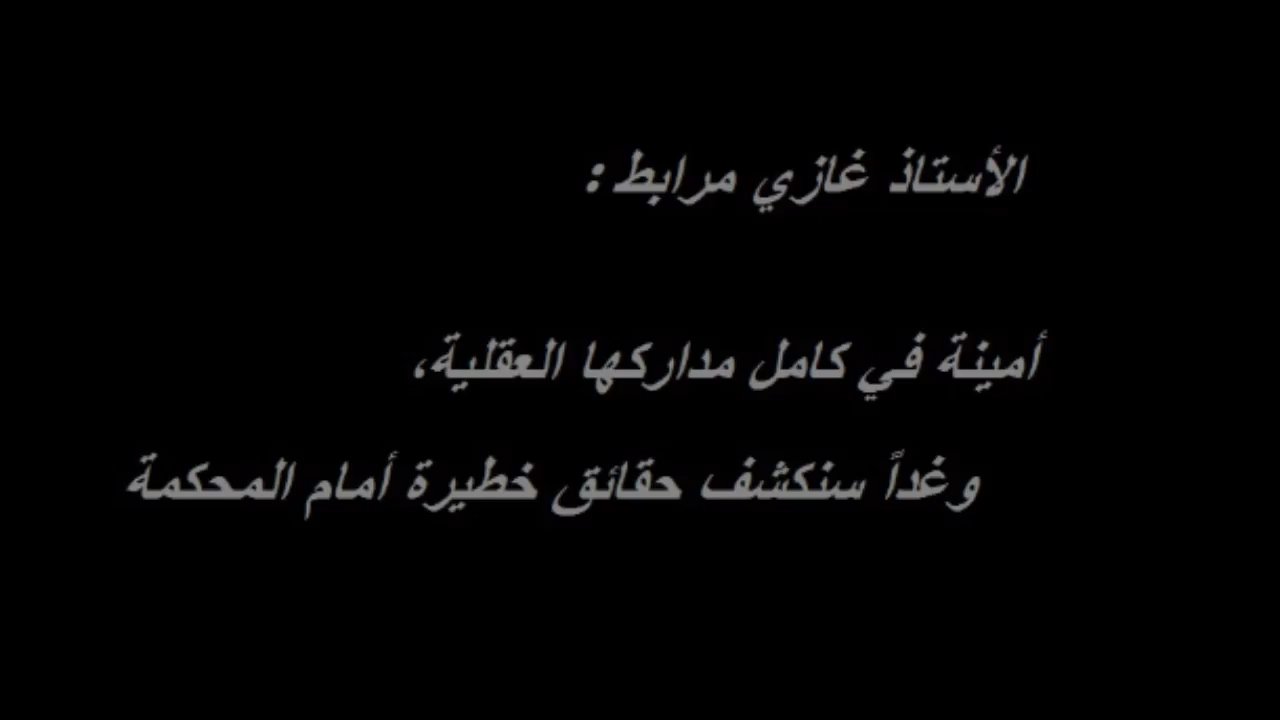 الأستاذ غازي مرابط :
أمينة في كامل مداركها العقلية،
وغداً سنكشف حقائق خطيرة أمام المحكمة